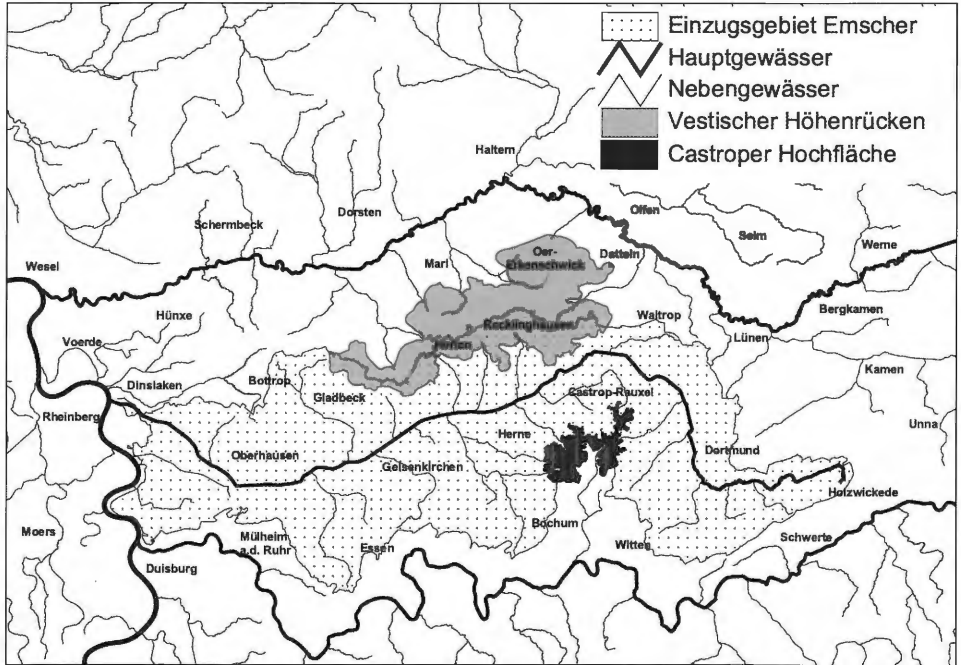 Einzugsgebiet Emscher
Hauptgewässer
Nebengewässer
Vestischer Höhenrücken
Castroper Hochfläche
Haltern
Olfen
Dorsten
Schermbeck
Selm
Werne
Oer-
Erkenschwick
Datteln
Marl
Wesel
Bergkamen
Hünxe
Recklinghausen
Waltrop
Lünen
Voerde
Herten
Kamen
Dinslaken
Bottrop
Gladbeck
Castrop-Rauxel
Rheinberg
Unna
Herne
Oberhausen
Dortmund
Gelsenkirchen
Holzwickede
Moers
Bochum
Mülheim
a.d. Ruhr
Essen
Witten
Schwerte
Duisburg